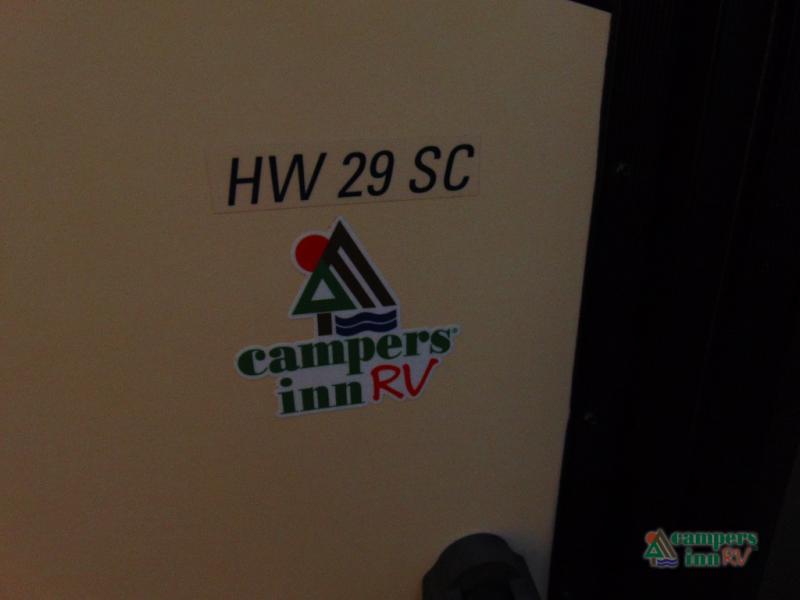 HW 29 SC
campers®
inn RV
campers
inn RV